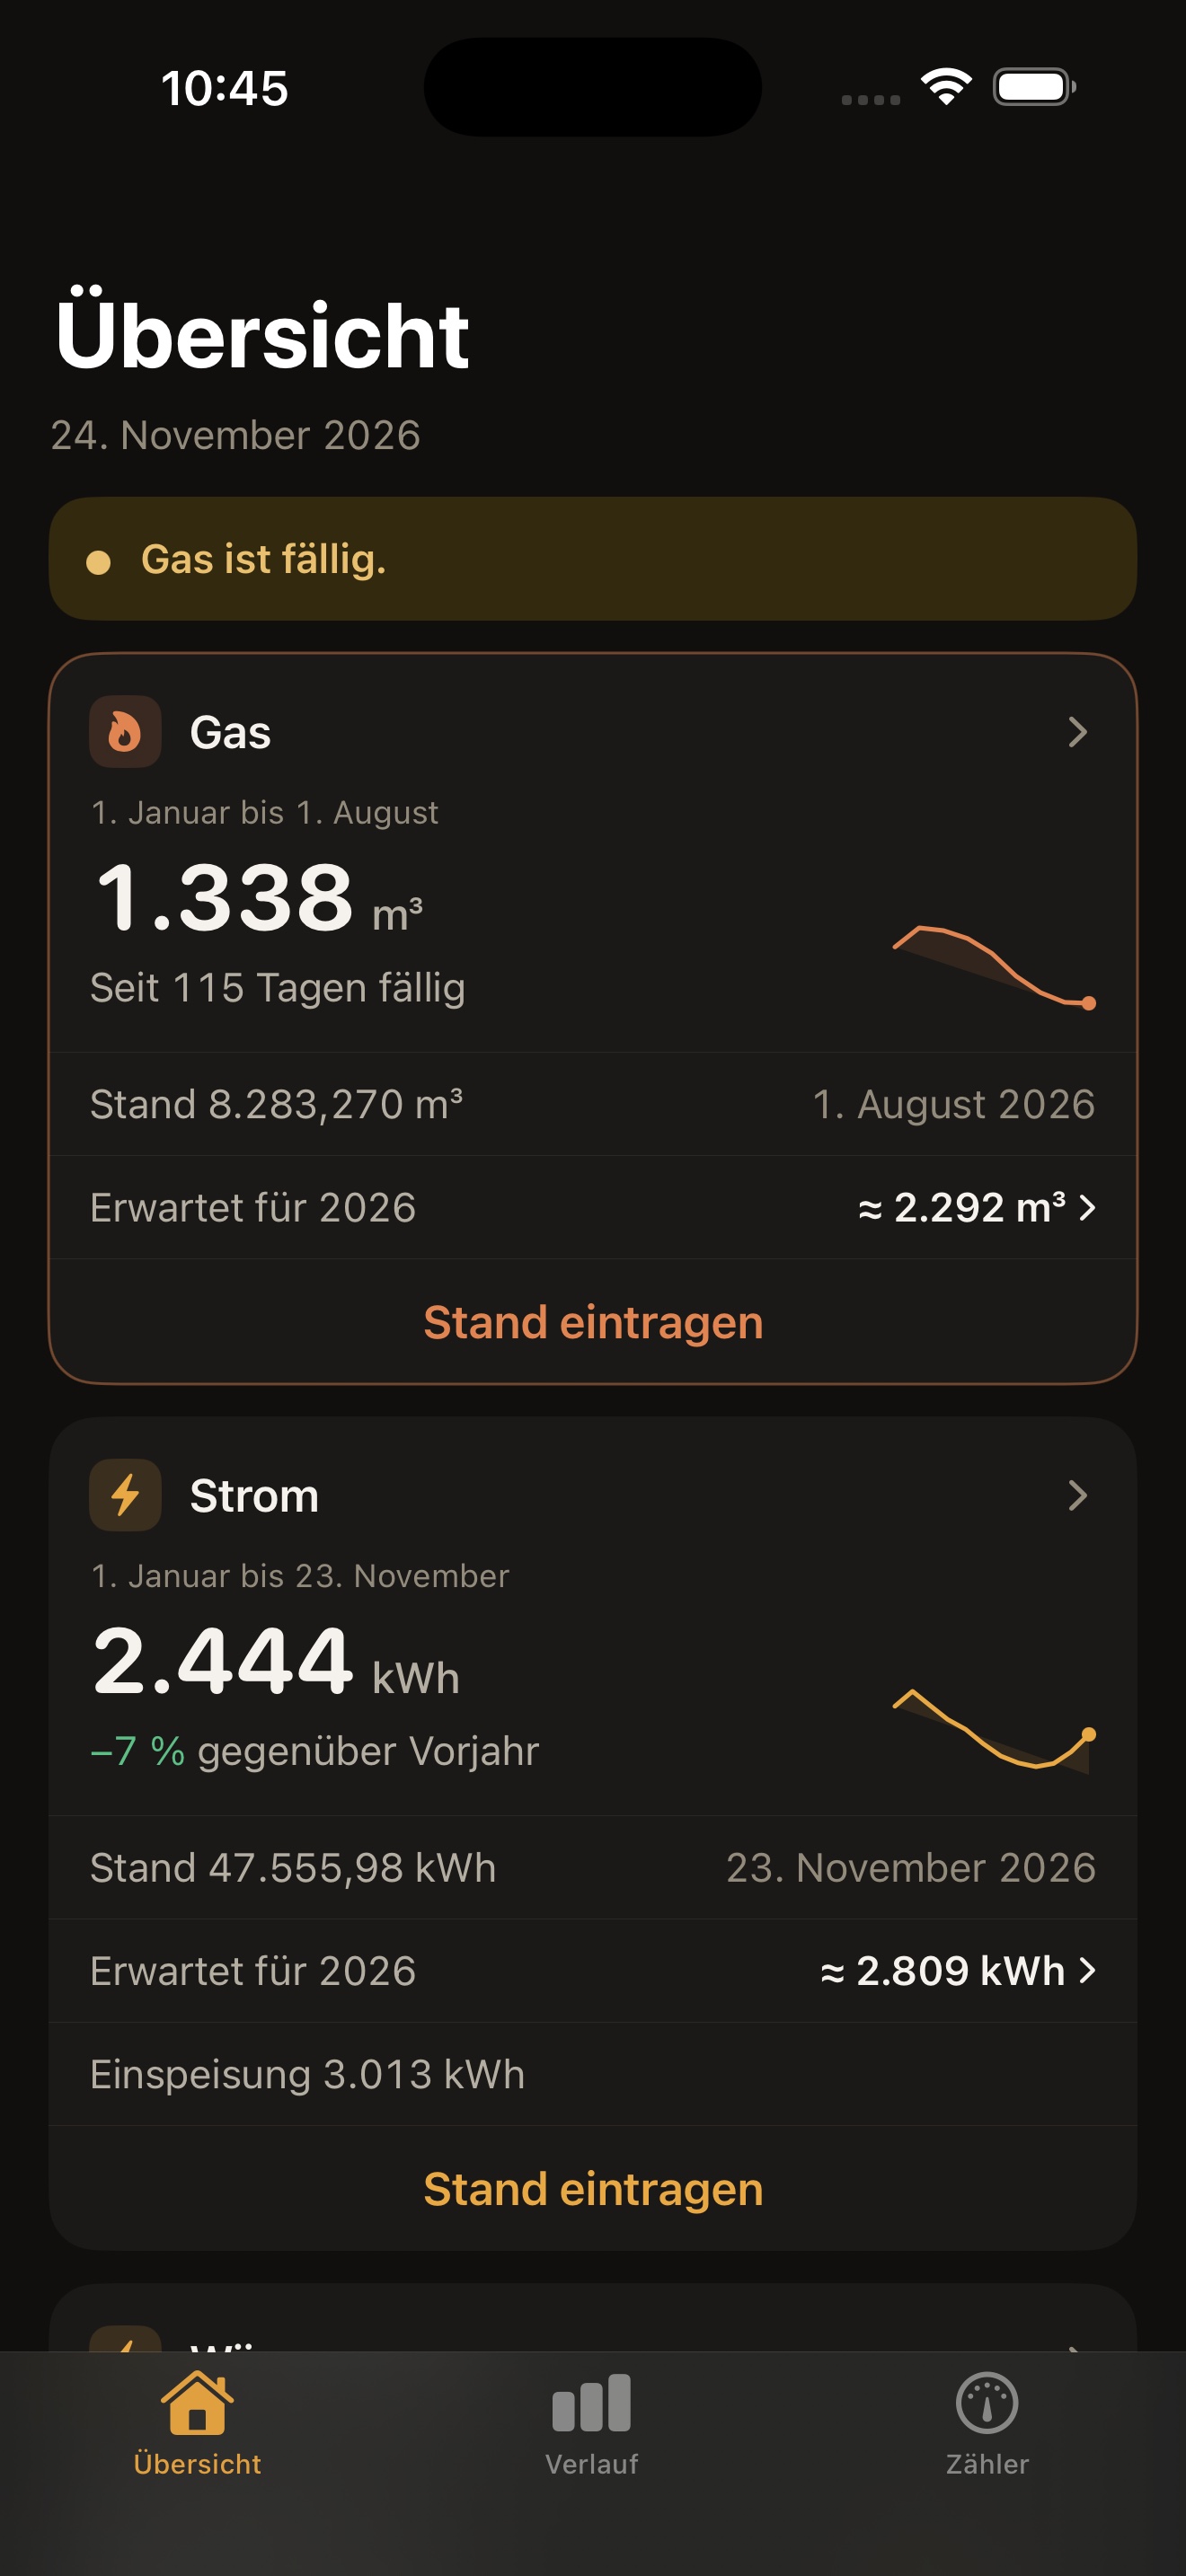 10:45
Übersicht
24. November 2026
Gas ist fällig.
Gas
1. Januar bis 1. August
1.338 m³
Seit 115 Tagen fällig
Stand 8.283,270 m³ 1. August 2026
Erwartet für 2026 ≈ 2.292 m³
Stand eintragen
Strom
1. Januar bis 23. November
2.444 kWh
–7 % gegenüber Vorjahr
Stand 47.555,98 kWh 23. November 2026
Erwartet für 2026 ≈ 2.809 kWh
Einspeisung 3.013 kWh
Stand eintragen
Übersicht Verlauf Zähler